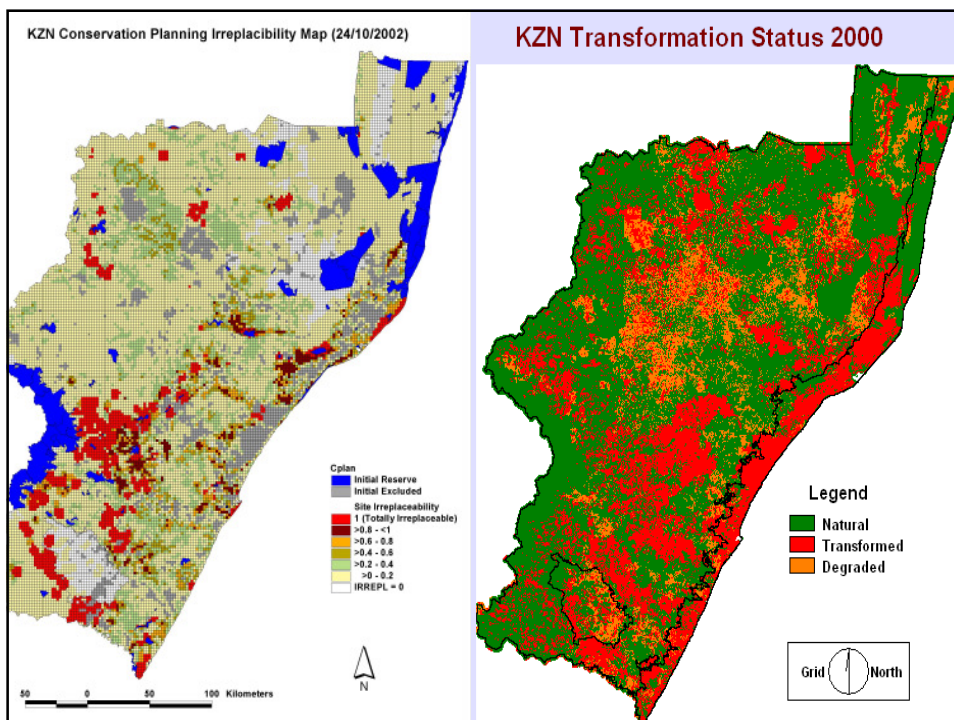 KZN Conservation Planning Irreplacibility Map (24/10/2002)
Cplan
Initial Reserve
Initial Excluded
Site Irreplaceability
1 (Totally Irreplaceable)
>0.8 - <1
>0.6 - 0.8
>0.4 - 0.6
>0.2 - 0.4
>0 - 0.2
IRREPL = 0
N
50 0 50 100 Kilometers
KZN Transformation Status 2000
Legend
Natural
Transformed
Degraded
Grid North